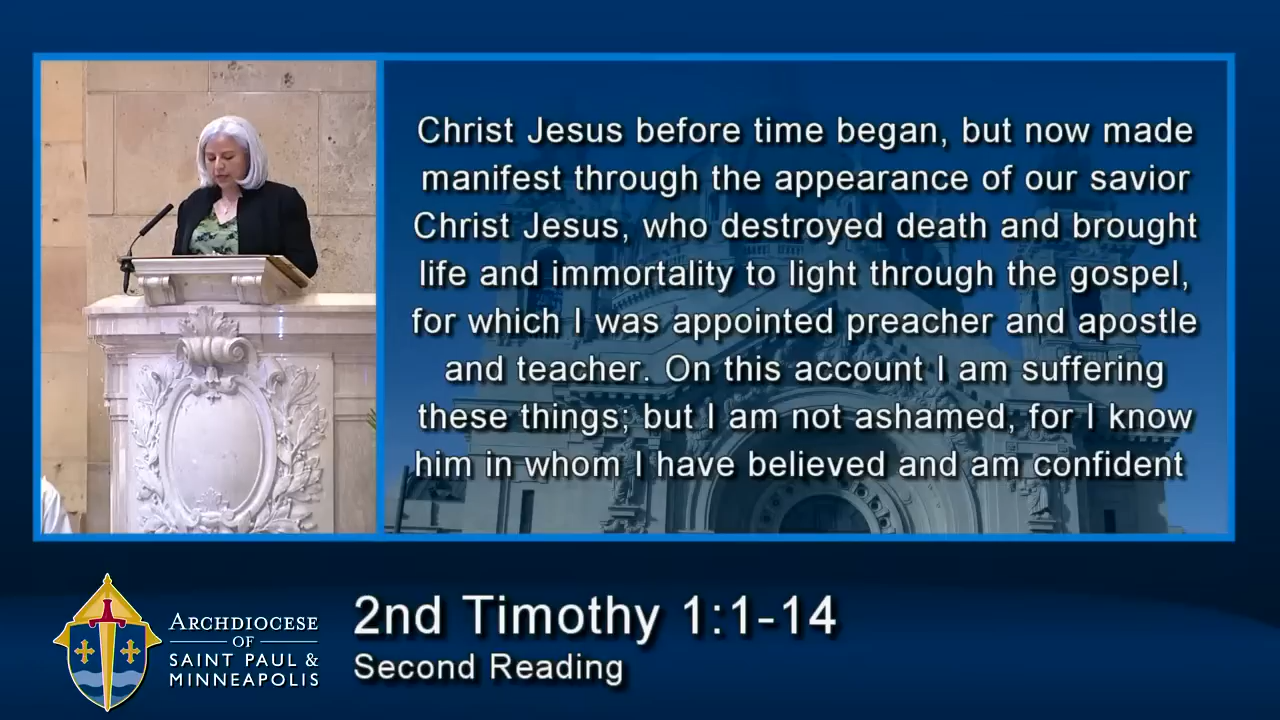 Christ Jesus before time began, but now made
manifest through the appearance of our savior
Christ Jesus, who destroyed death and brought
life and immortality to light through the gospel,
for which I was appointed preacher and apostle
and teacher. On this account I am suffering
these things; but I am not ashamed, for I know
him in whom I have believed and am confident
ARCHDIOCESE
OF
SAINT PAUL &
MINNEAPOLIS
2nd Timothy 1:1-14
Second Reading